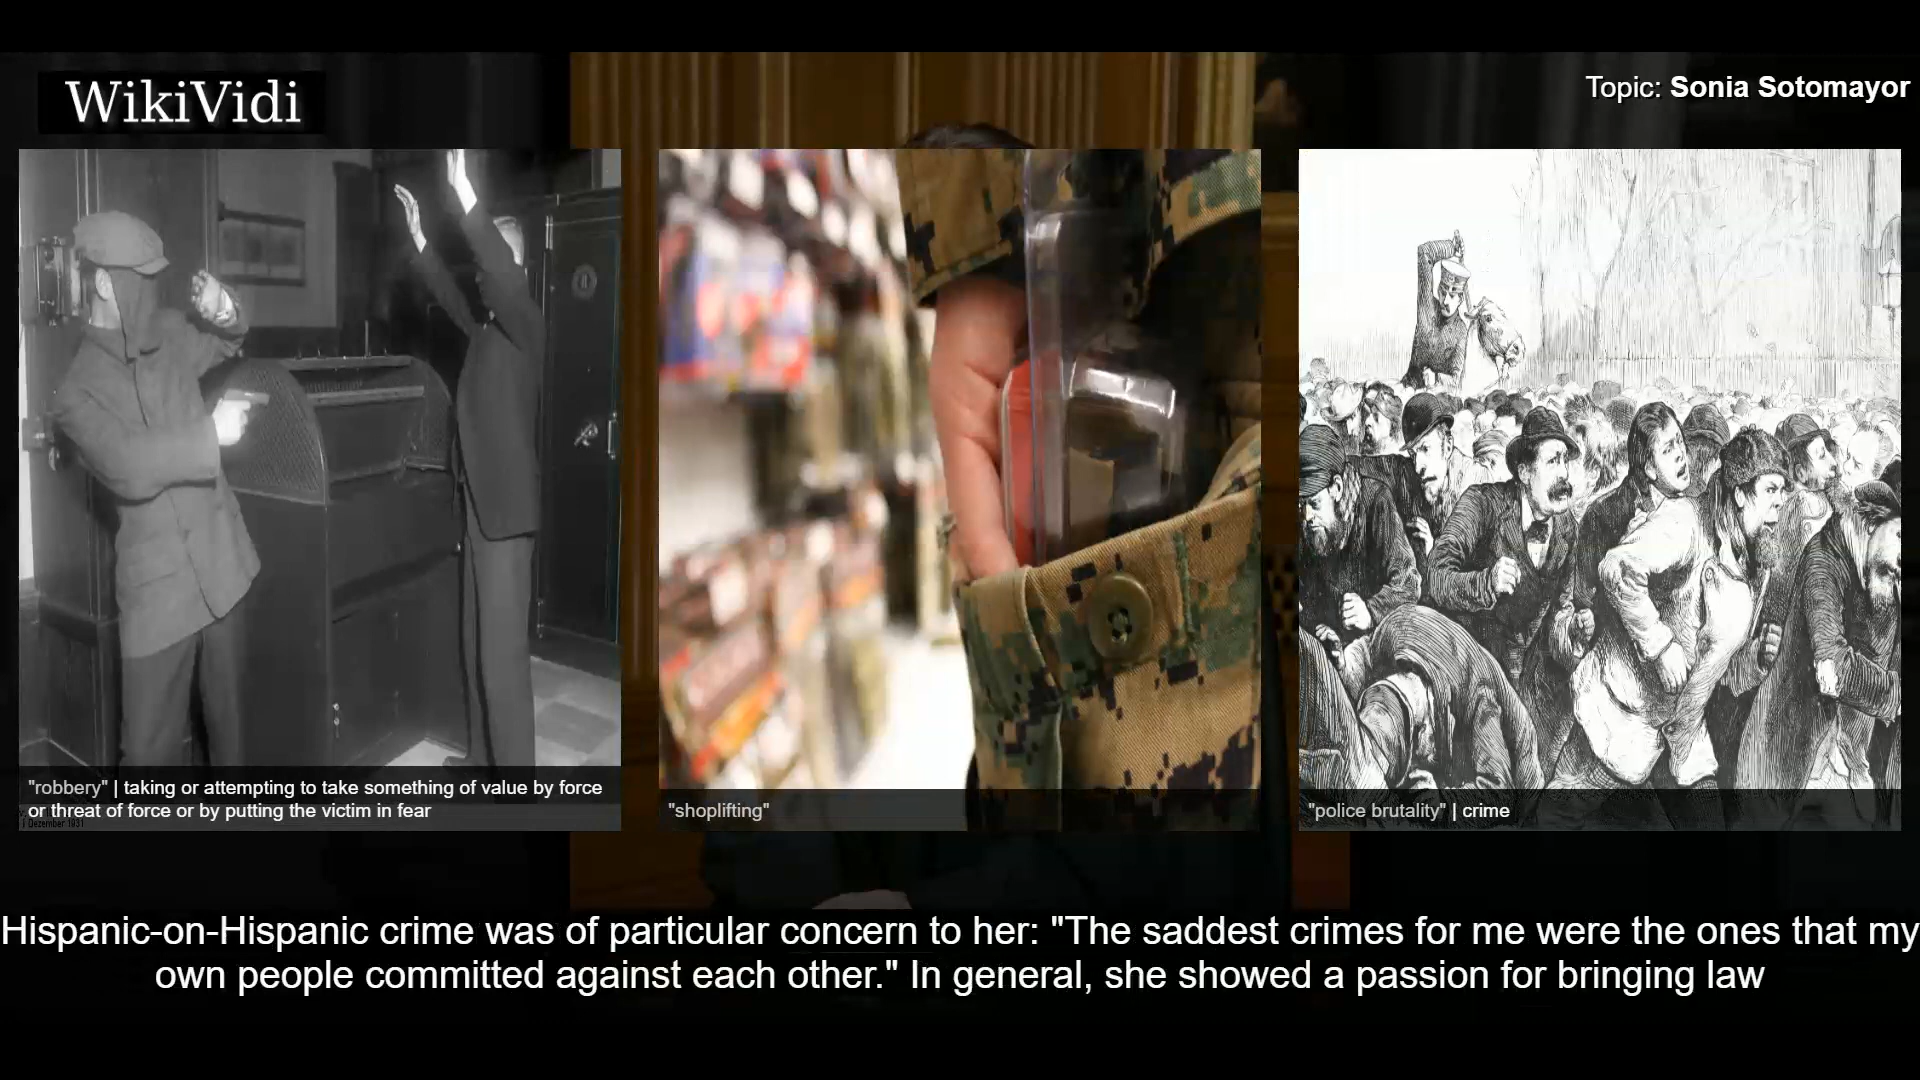 WikiVidi
Topic: Sonia Sotomayor
"robbery" | taking or attempting to take something of value by force
or threat of force or by putting the victim in fear
Dezember 1931
"shoplifting"
"police brutality" | crime
Hispanic-on-Hispanic crime was of particular concern to her: "The saddest crimes for me were the ones that my
own people committed against each other." In general, she showed a passion for bringing law